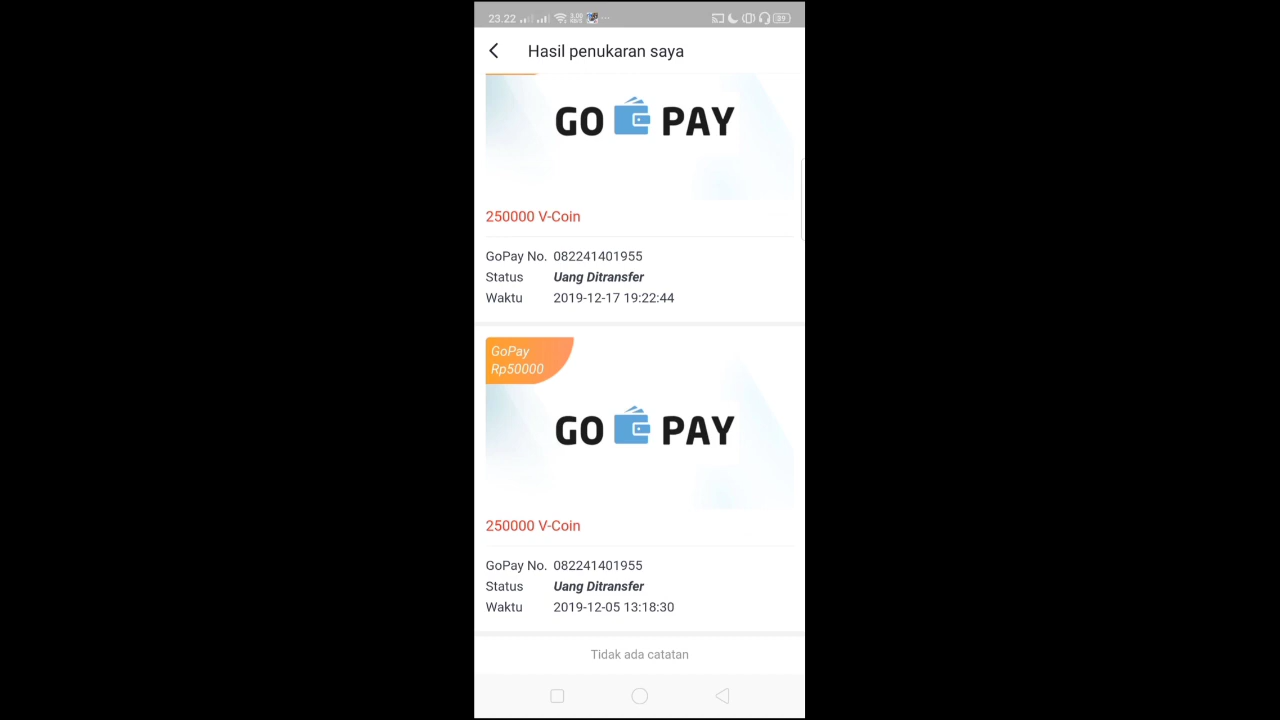 23.22
Hasil penukaran saya
GO PAY
250000 V-Coin
GoPay No. 082241401955
Status Uang Ditransfer
Waktu 2019-12-17 19:22:44
GoPay
Rp50000
GO PAY
250000 V-Coin
GoPay No. 082241401955
Status Uang Ditransfer
Waktu 2019-12-05 13:18:30
Tidak ada catatan